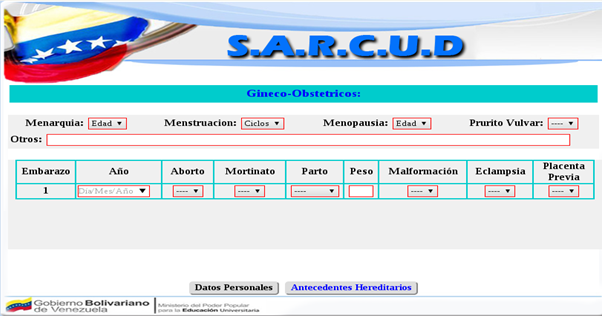 S.A.R.C.U.D
Gineco-Obstetricos:
Menarquia: Edad Menstruacion: Ciclos Menopausia: Edad Prurito Vulvar: ----
Otros:
Embarazo Año Aborto Mortinato Parto Peso Malformación Eclampsia Placenta Previa
1 Dia/Mes/Año ---- ---- ---- ---- ---- ----
Datos Personales Antecedentes Hereditarios
Gobierno Bolivariano Ministerio del Poder Popular
de Venezuela para la Educación Universitaria